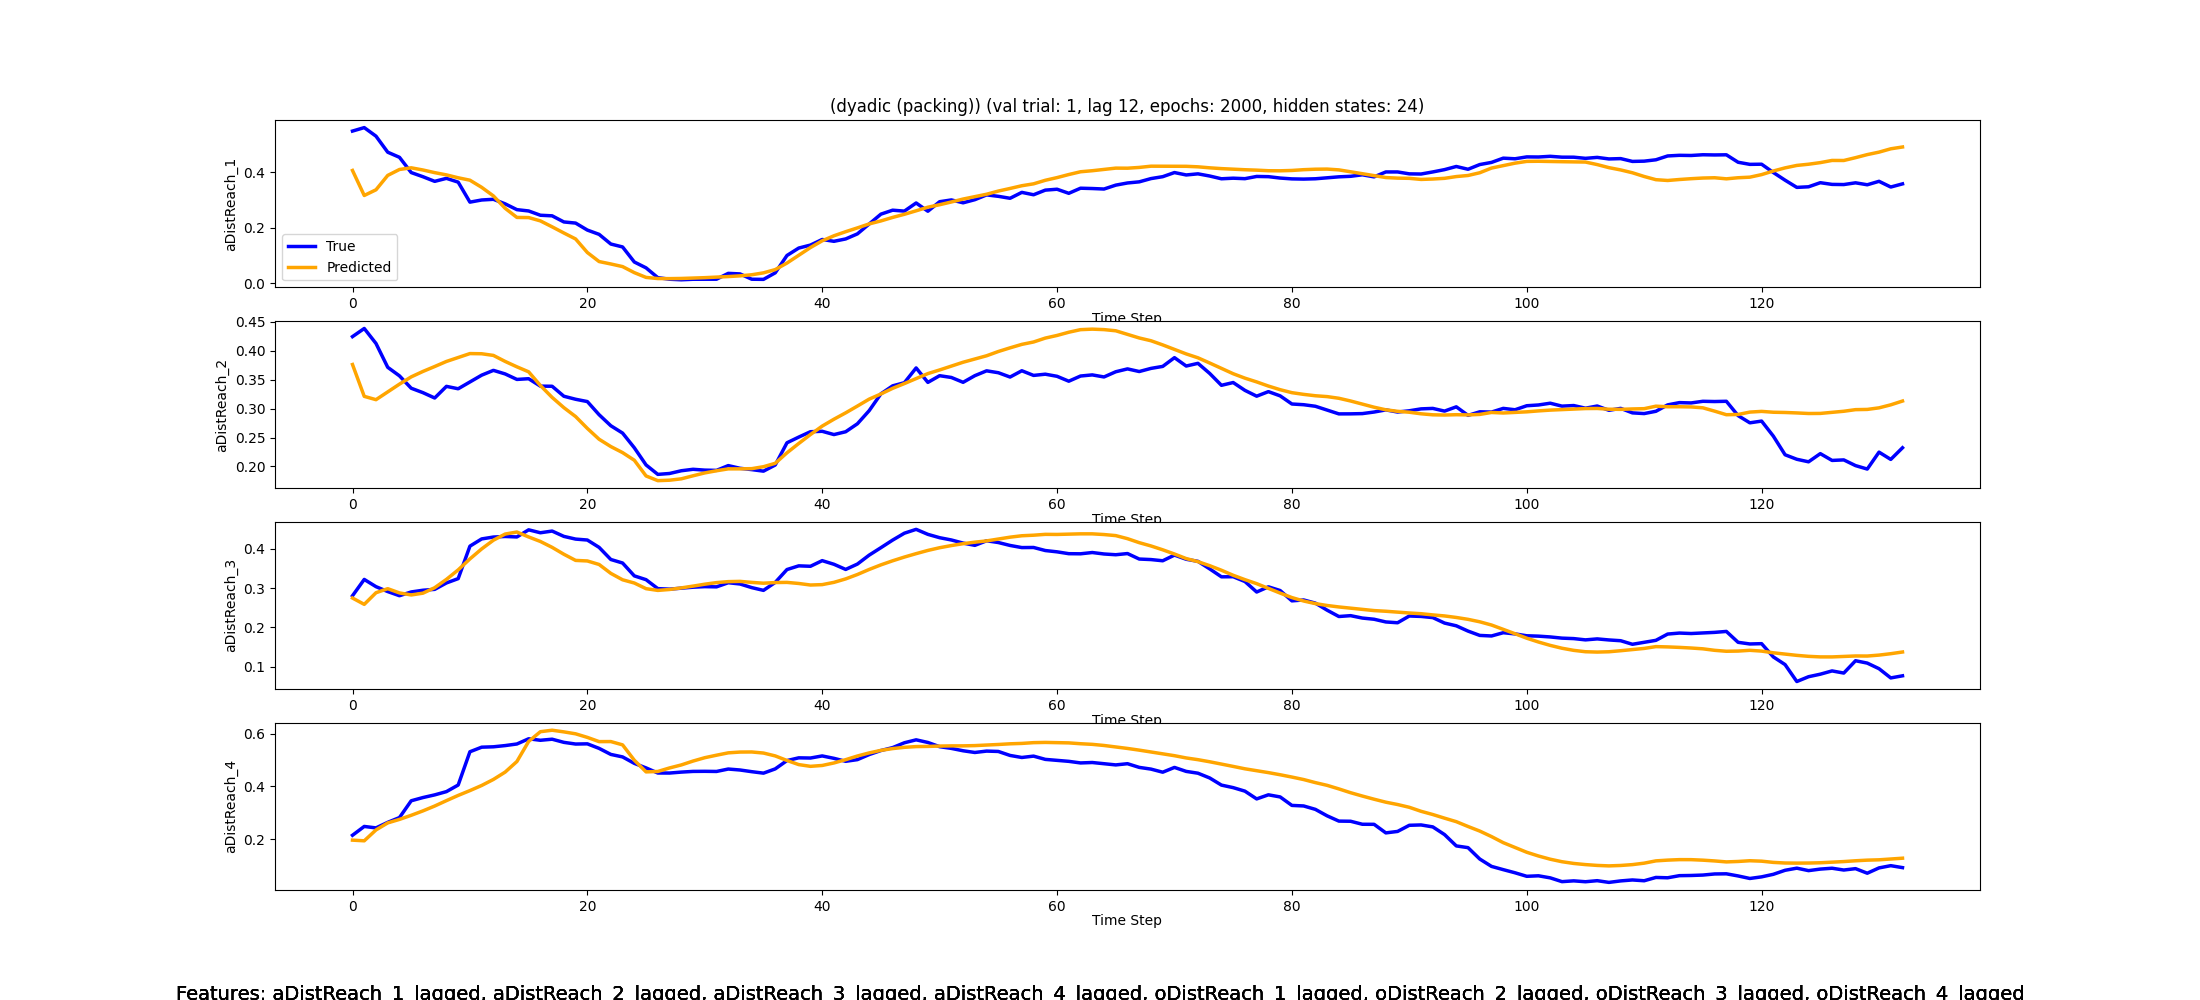 (dyadic (packing)) (val trial: 1, lag 12, epochs: 2000, hidden states: 24)
aDistReach_1
0.4
0.2
0.0
True
Predicted
0 20 40 60 80 100 120
Time Step
aDistReach_2
0.45
0.40
0.35
0.30
0.25
0.20
0 20 40 60 80 100 120
Time Step
aDistReach_3
0.4
0.3
0.2
0.1
0 20 40 60 80 100 120
Time Step
aDistReach_4
0.6
0.4
0.2
0 20 40 60 80 100 120
Time Step
Features: aDistReach_1_lagged, aDistReach_2_lagged, aDistReach_3_lagged, aDistReach_4_lagged, oDistReach_1_lagged, oDistReach_2_lagged, oDistReach_3_lagged, oDistReach_4_lagged